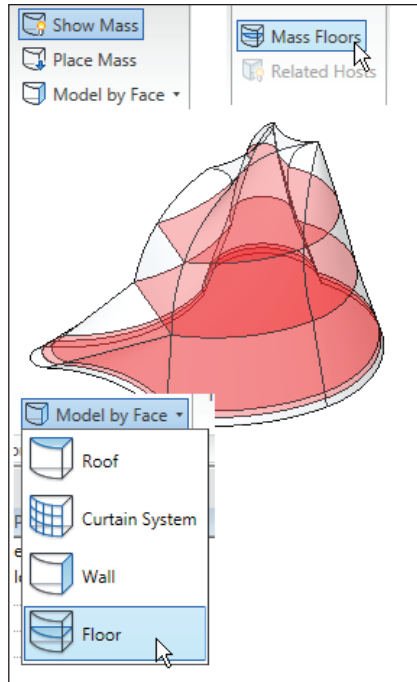 Show Mass
Mass Floors
Place Mass
Related Hosts
Model by Face
Model by Face
Roof
Curtain System
Wall
Floor